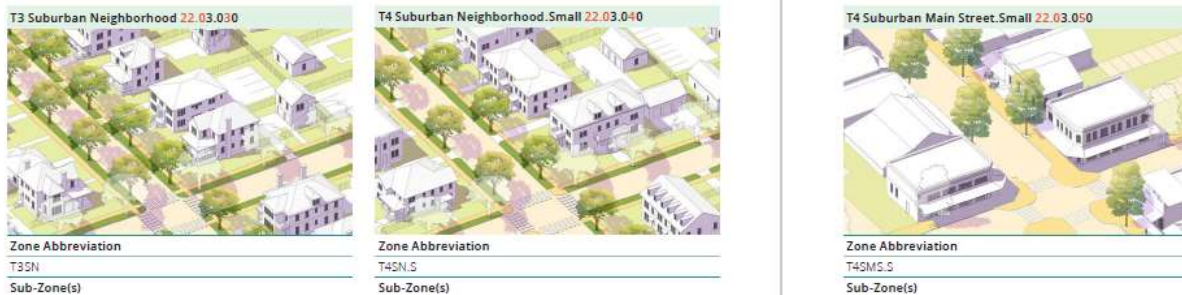 T3 Suburban Neighborhood 22.03.030
Zone Abbreviation
T3SN
Sub-Zone(s)
T4 Suburban Neighborhood.Small 22.03.040
Zone Abbreviation
T4SN.S
Sub-Zone(s)
T4 Suburban Main Street.Small 22.03.050
Zone Abbreviation
T4SMS.S
Sub-Zone(s)